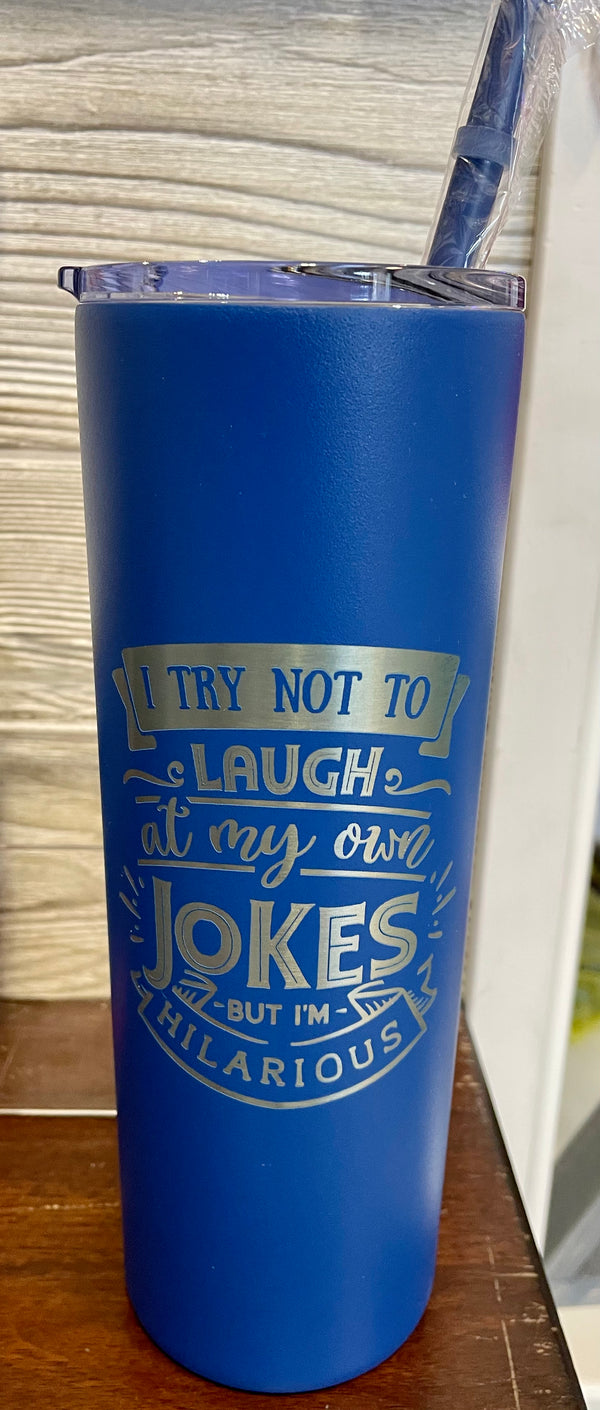 I TRY NOT TO
LAUGH
at my own
JOKES
-BUT I'M-
HILARIOUS